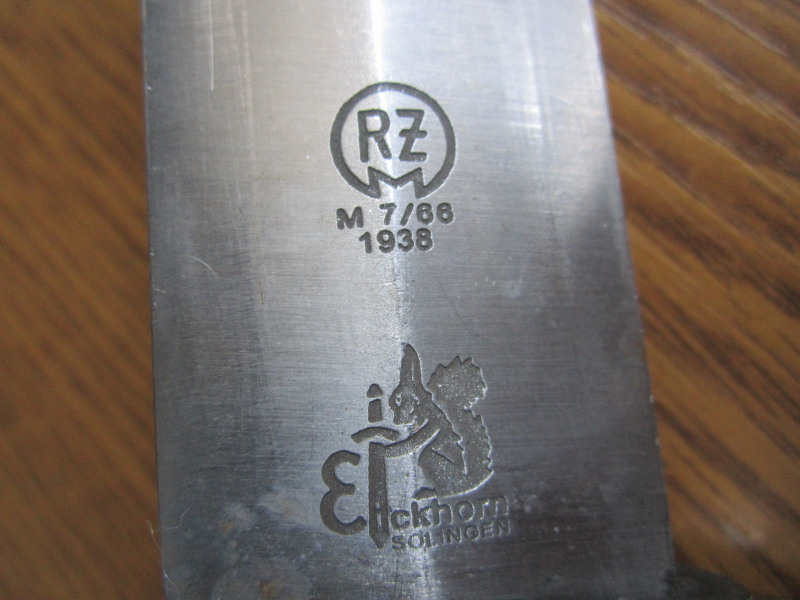 RZM
M 7/66
1938
Eickhorn
SOLINGEN